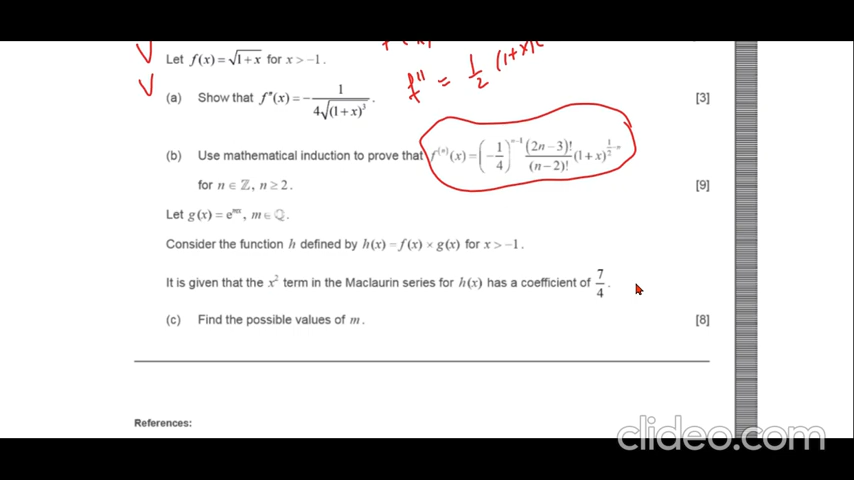 Let f(x) = √(1+x) for x > −1.
f'' = 1/2 (1+x)
(a) Show that f''(x) = − 1/(4√((1+x)³)). [3]
(b) Use mathematical induction to prove that f⁽ⁿ⁾(x) = (−1/4)ⁿ⁻¹ (2n−3)!/(n−2)! (1+x)^(1/2−n)
for n ∈ ℤ, n ≥ 2. [9]
Let g(x) = eᵐˣ, m ∈ ℚ.
Consider the function h defined by h(x) = f(x) × g(x) for x > −1.
It is given that the x² term in the Maclaurin series for h(x) has a coefficient of 7/4.
(c) Find the possible values of m. [8]
References:
clideo.com